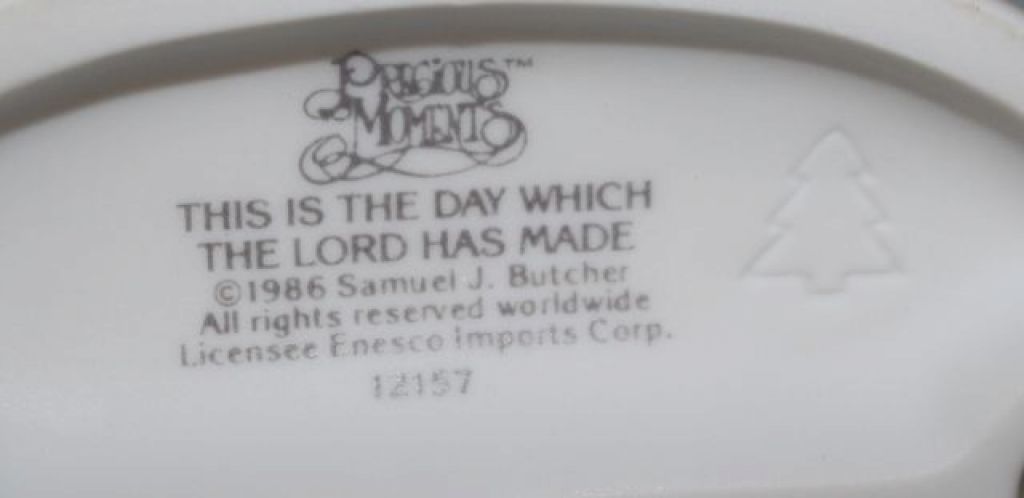 PRECIOUS™
MOMENTS
THIS IS THE DAY WHICH
THE LORD HAS MADE
©1986 Samuel J. Butcher
All rights reserved worldwide
Licensee Enesco Imports Corp.
12157